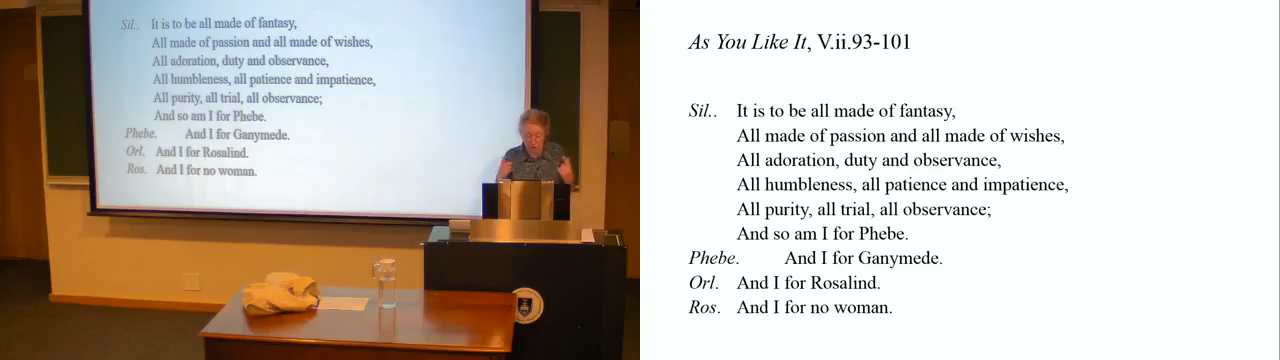 Sil.. It is to be all made of fantasy,
All made of passion and all made of wishes,
All adoration, duty and observance,
All humbleness, all patience and impatience,
All purity, all trial, all observance;
And so am I for Phebe.
Phebe. And I for Ganymede.
Orl. And I for Rosalind.
Ros. And I for no woman.
As You Like It, V.ii.93-101
Sil.. It is to be all made of fantasy,
All made of passion and all made of wishes,
All adoration, duty and observance,
All humbleness, all patience and impatience,
All purity, all trial, all observance;
And so am I for Phebe.
Phebe. And I for Ganymede.
Orl. And I for Rosalind.
Ros. And I for no woman.